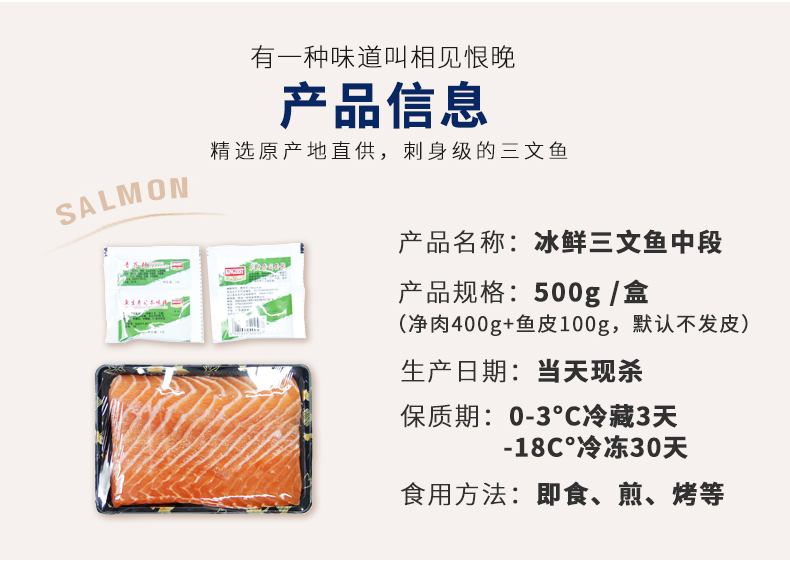 有一种味道叫相见恨晚
产品信息
精选原产地直供，刺身级的三文鱼
SALMON
产品名称：冰鲜三文鱼中段
产品规格：500g /盒
（净肉400g+鱼皮100g，默认不发皮）
生产日期：当天现杀
保质期：0-3°C冷藏3天
-18C°冷冻30天
食用方法：即食、煎、烤等